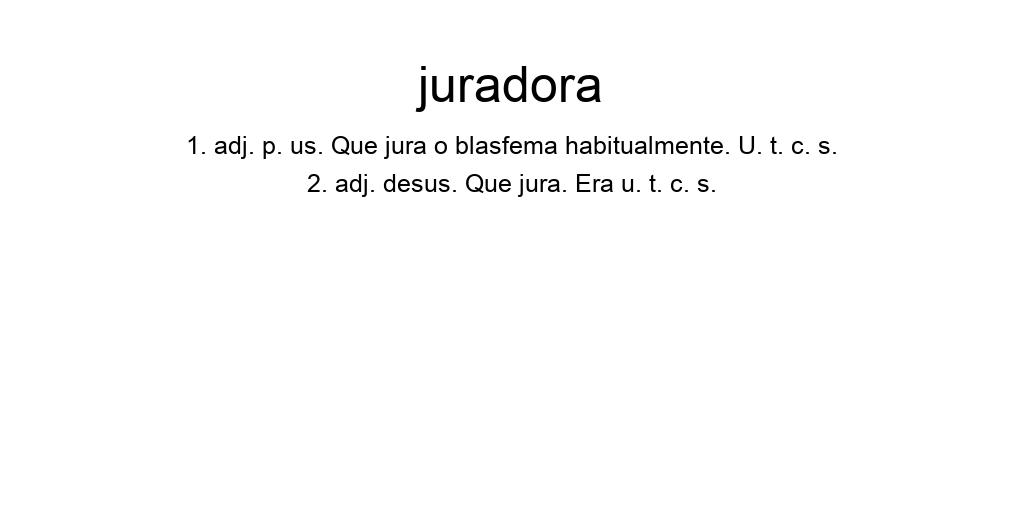 juradora
1. adj. p. us. Que jura o blasfema habitualmente. U. t. c. s.
2. adj. desus. Que jura. Era u. t. c. s.